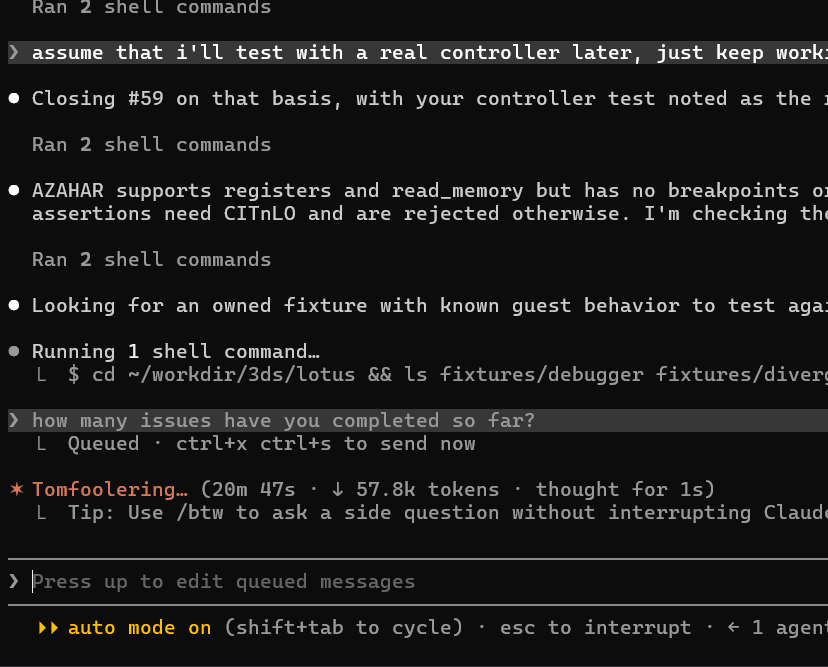 Ran 2 shell commands
❯ assume that i'll test with a real controller later, just keep worki
● Closing #59 on that basis, with your controller test noted as the
Ran 2 shell commands
● AZAHAR supports registers and read_memory but has no breakpoints or
assertions need CITnLO and are rejected otherwise. I'm checking the
Ran 2 shell commands
● Looking for an owned fixture with known guest behavior to test agai
● Running 1 shell command…
└ $ cd ~/workdir/3ds/lotus && ls fixtures/debugger fixtures/diverg
❯ how many issues have you completed so far?
└ Queued · ctrl+x ctrl+s to send now
✶ Tomfoolering… (20m 47s · ↓ 57.8k tokens · thought for 1s)
└ Tip: Use /btw to ask a side question without interrupting Claude
❯ Press up to edit queued messages
⏵⏵ auto mode on (shift+tab to cycle) · esc to interrupt · ← 1 agent